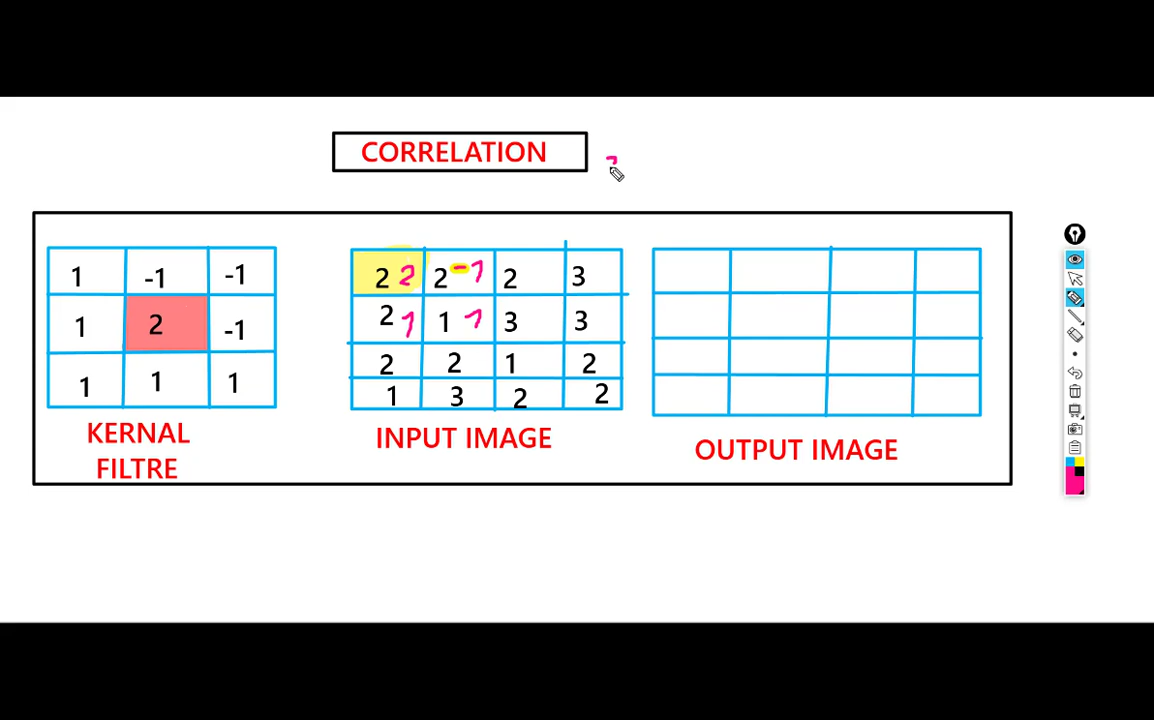 CORRELATION
1 -1 -1
1 2 -1
1 1 1
KERNAL
FILTRE
2 2 2 -1 2 3
2 1 1 1 3 3
2 2 1 2
1 3 2 2
INPUT IMAGE
OUTPUT IMAGE